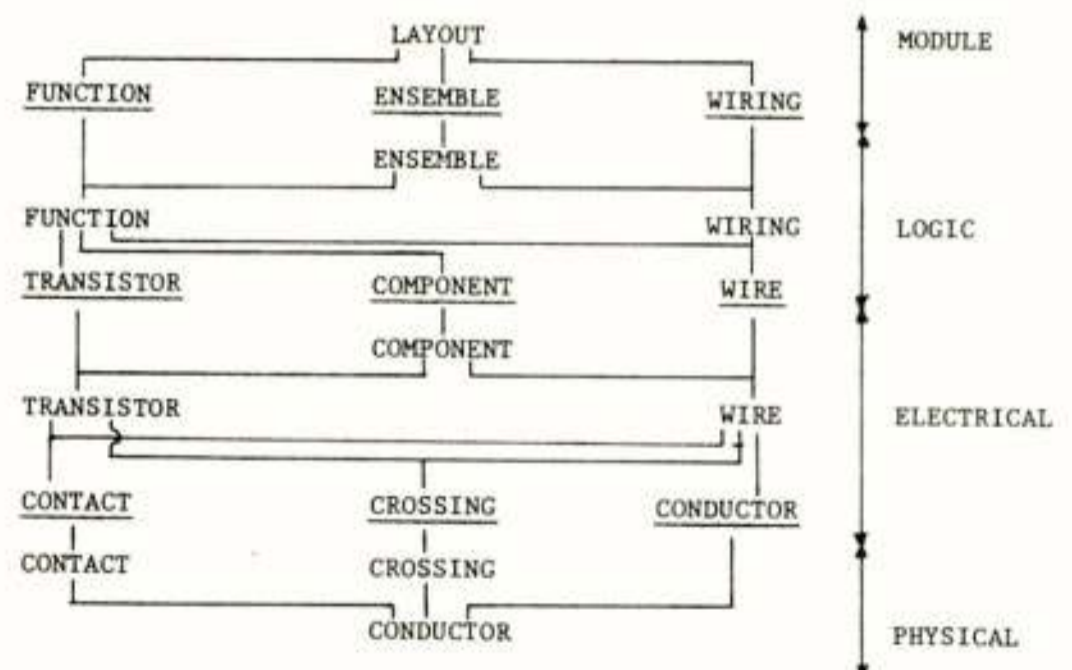 LAYOUT
MODULE
FUNCTION ENSEMBLE WIRING
ENSEMBLE
FUNCTION WIRING LOGIC
TRANSISTOR COMPONENT WIRE
COMPONENT
TRANSISTOR WIRE ELECTRICAL
CONTACT CROSSING CONDUCTOR
CONTACT CROSSING
CONDUCTOR PHYSICAL